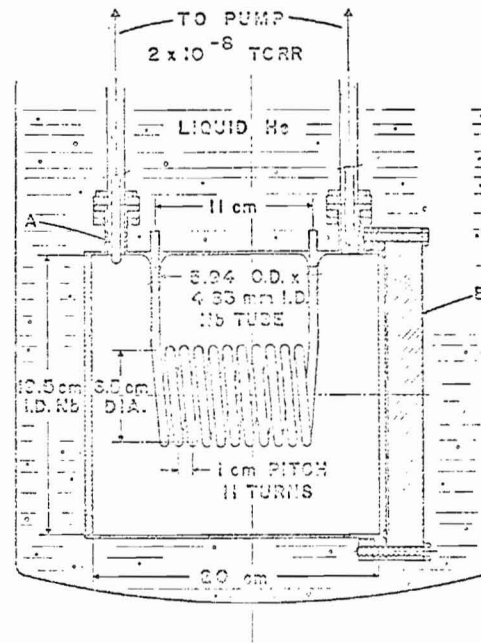 TO PUMP
2 x 10⁻⁸ TORR
LIQUID He
A
11 cm
I.D.
Nb TUBE
B
I.D. Nb
DIA.
1 cm PITCH
11 TURNS
20 cm